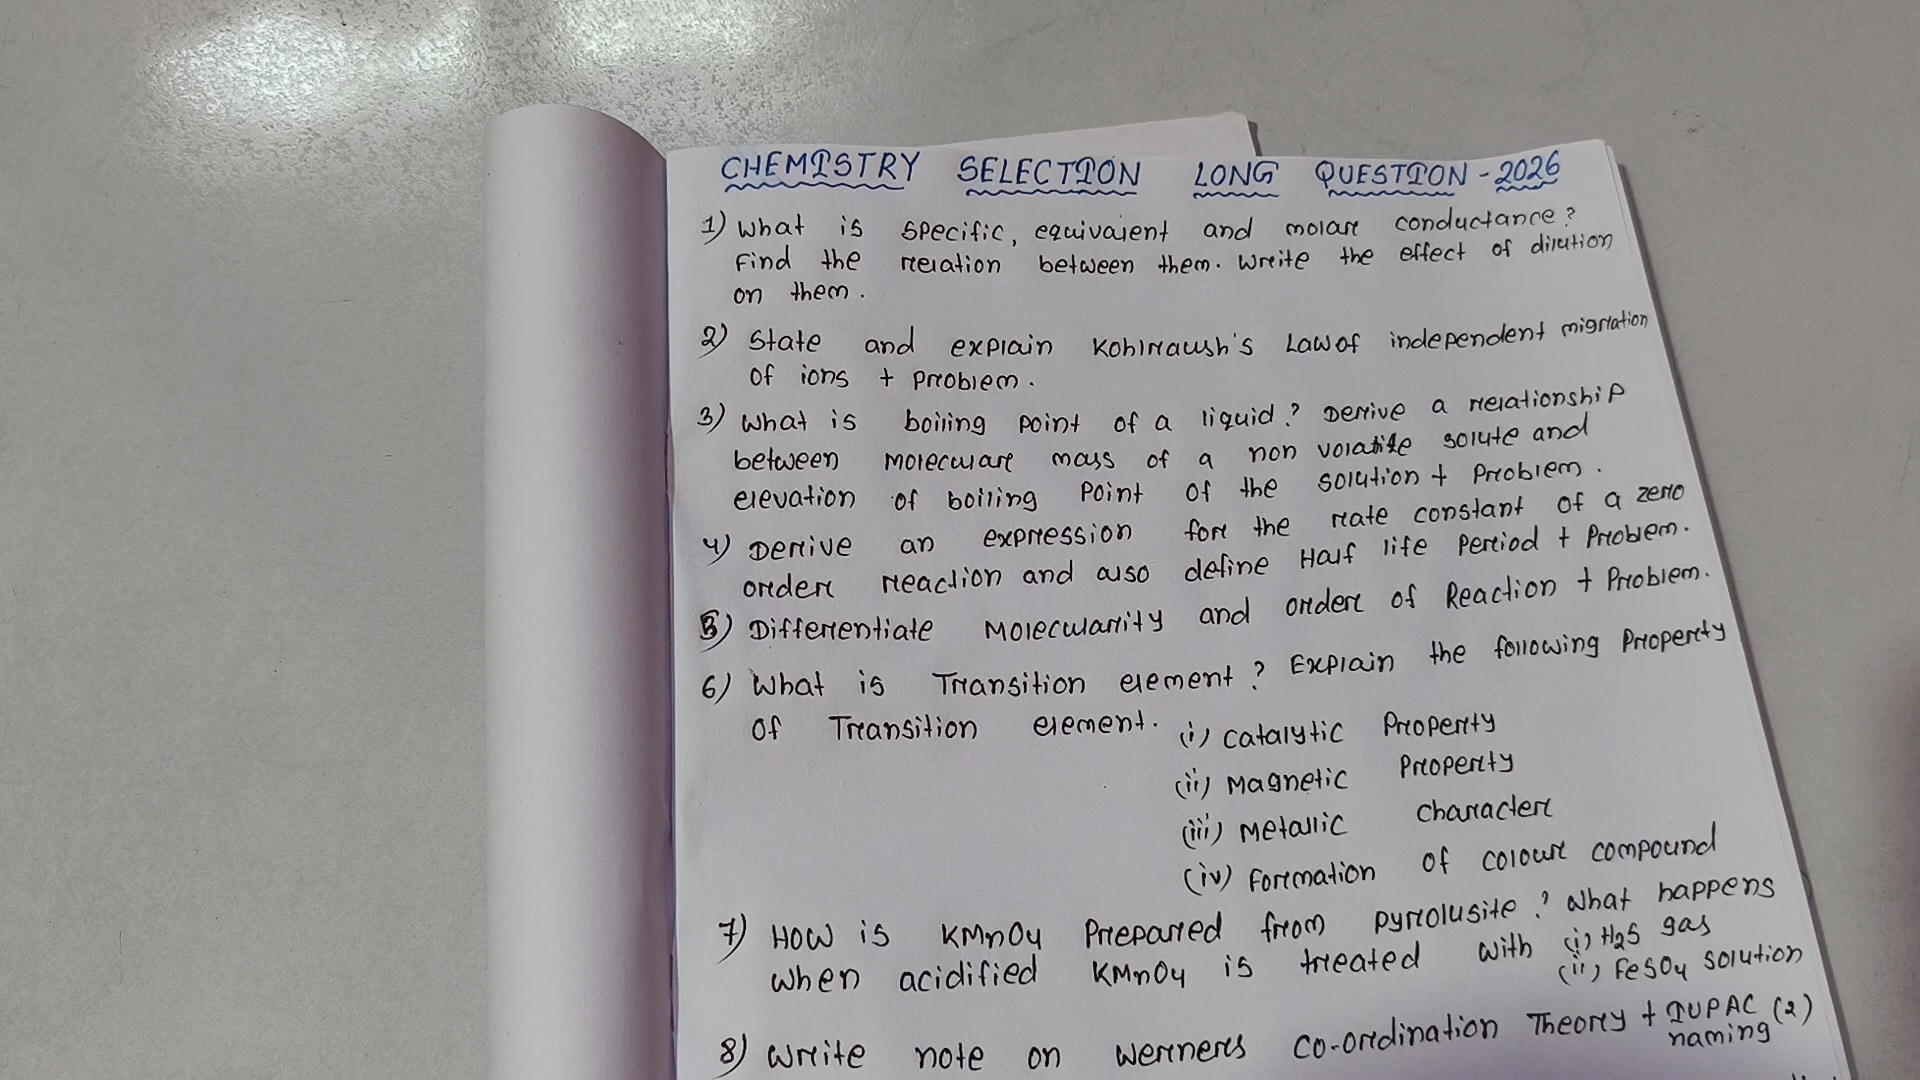 CHEMISTRY SELECTION LONG QUESTION - 2026
1) What is specific, equivalent and molar conductance?
Find the relation between them. Write the effect of dilution
on them.
2) State and explain Kohlraush's Law of independent migration
of ions + problem.
3) What is boiling point of a liquid? Derive a relationship
between molecular mass of a non volatile solute and
elevation of boiling point of the solution + problem.
4) Derive an expression for the rate constant of a zero
order reaction and also define Half life period + Problem.
5) Differentiate Molecularity and order of Reaction + Problem.
6) What is Transition element? Explain the following Property
of Transition element. (i) Catalytic Property
(ii) Magnetic Property
(iii) Metallic character
(iv) Formation of colour compound
7) How is KMnO4 Prepared from pyrolusite? What happens
when acidified KMnO4 is treated with (i) H2S gas
(ii) FeSO4 solution
8) Write note on werners co-ordination Theory + IUPAC (2)
naming